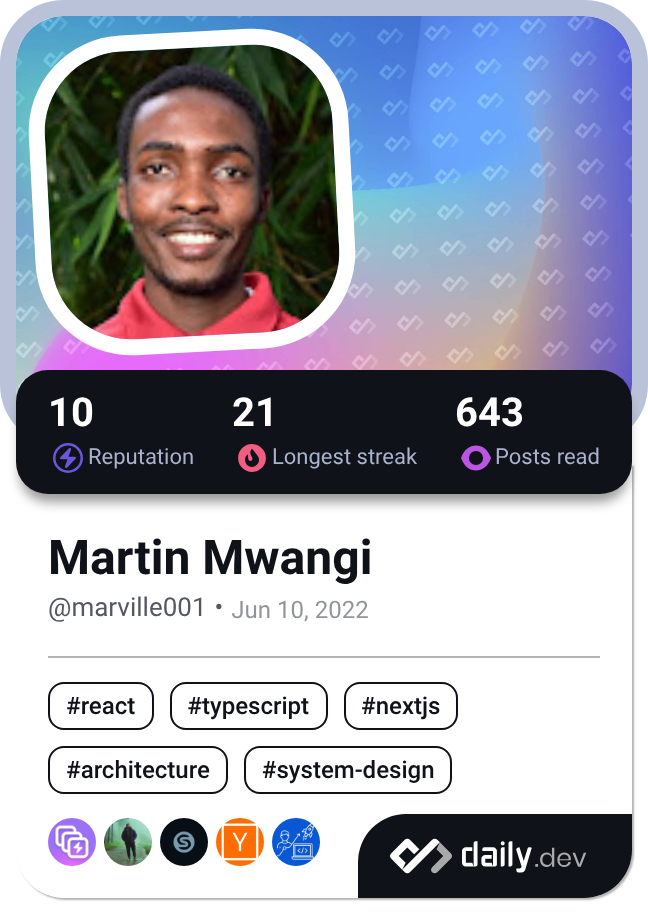 10 21 643
Reputation Longest streak Posts read
Martin Mwangi
@marville001 • Jun 10, 2022
#react #typescript #nextjs
#architecture #system-design
S Y daily.dev